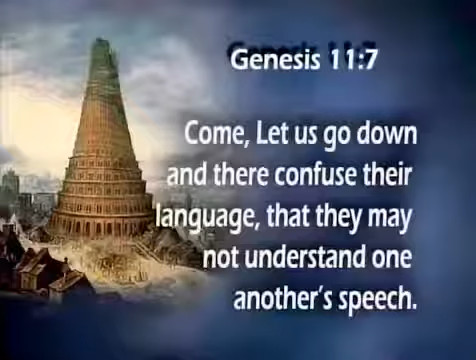 Genesis 11:7
Come, Let us go down
and there confuse their
language, that they may
not understand one
another's speech.